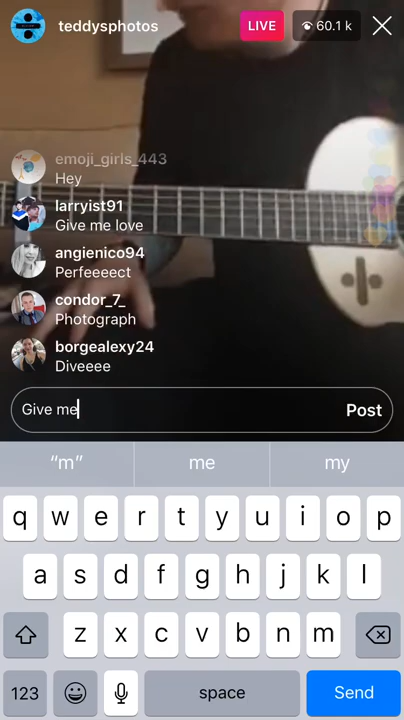 teddysphotos
LIVE
60.1 k
emoji_girls_443
Hey
larryist91
Give me love
angienico94
Perfeeeect
condor_7_
Photograph
borgealexy24
Diveeee
Give me
Post
“m”
me
my
q w e r t y u i o p
a s d f g h j k l
z x c v b n m
123
space
Send